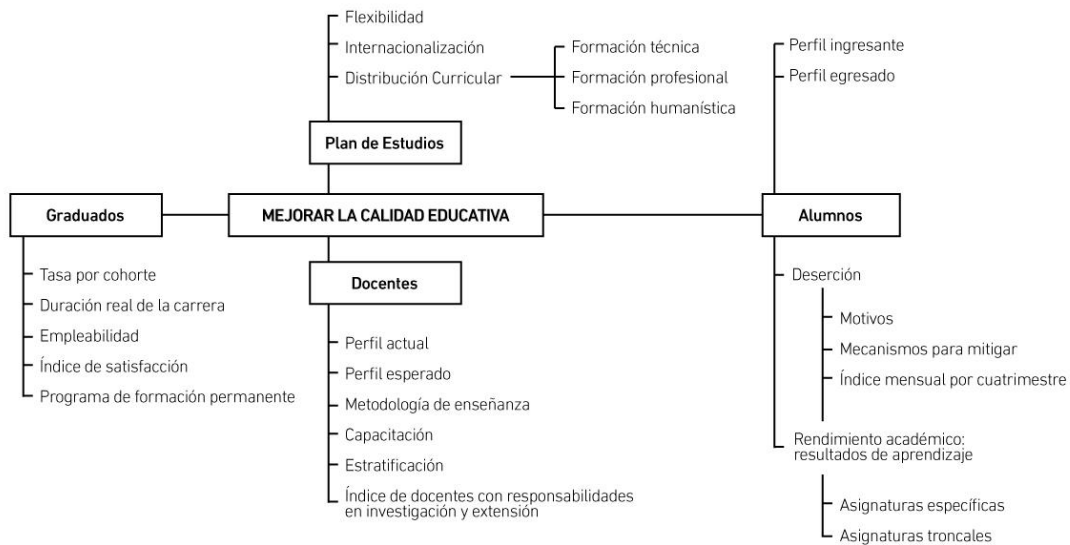 Flexibilidad
Internacionalización
Distribución Curricular
Formación técnica
Formación profesional
Formación humanística
Perfil ingresante
Perfil egresado
Plan de Estudios
Graduados
MEJORAR LA CALIDAD EDUCATIVA
Alumnos
Tasa por cohorte
Duración real de la carrera
Empleabilidad
Índice de satisfacción
Programa de formación permanente
Docentes
Perfil actual
Perfil esperado
Metodología de enseñanza
Capacitación
Estratificación
Índice de docentes con responsabilidades
en investigación y extensión
Deserción
Motivos
Mecanismos para mitigar
Índice mensual por cuatrimestre
Rendimiento académico:
resultados de aprendizaje
Asignaturas específicas
Asignaturas troncales